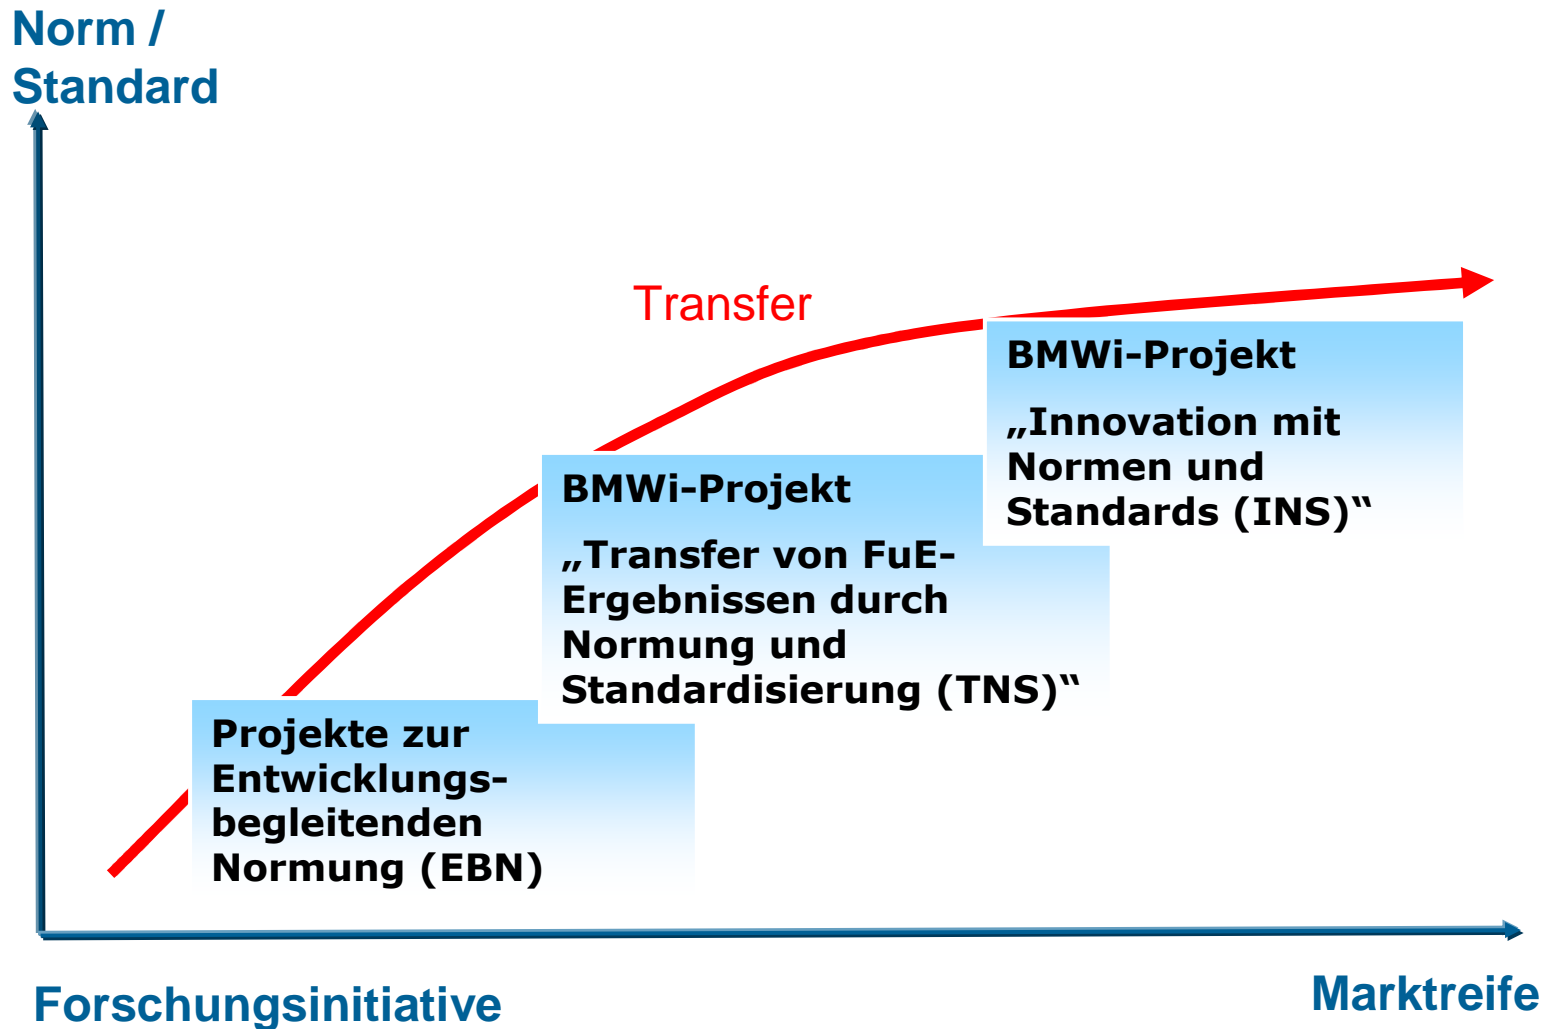 Norm /
Standard
Transfer
BMWi-Projekt
„Innovation mit
Normen und
Standards (INS)“
BMWi-Projekt
„Transfer von FuE-
Ergebnissen durch
Normung und
Standardisierung (TNS)“
Projekte zur
Entwicklungs-
begleitenden
Normung (EBN)
Forschungsinitiative
Marktreife